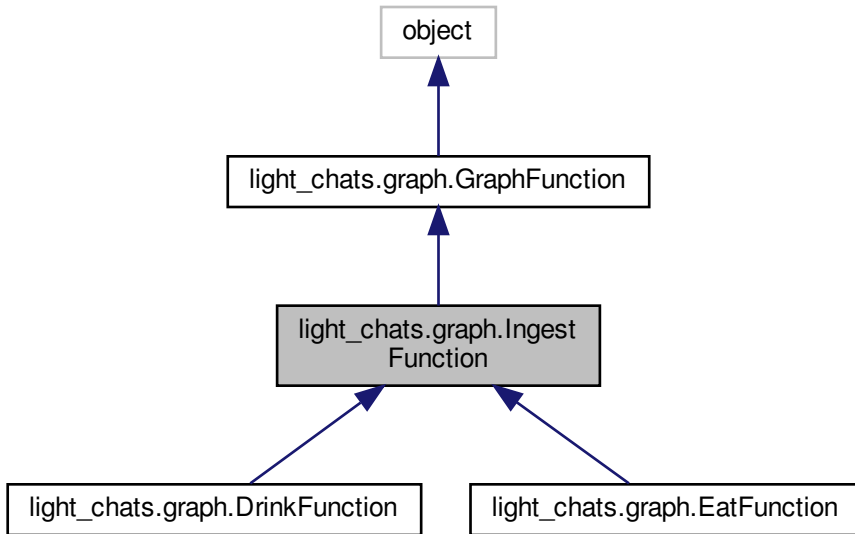 object
light_chats.graph.GraphFunction
light_chats.graph.Ingest
Function
light_chats.graph.DrinkFunction
light_chats.graph.EatFunction